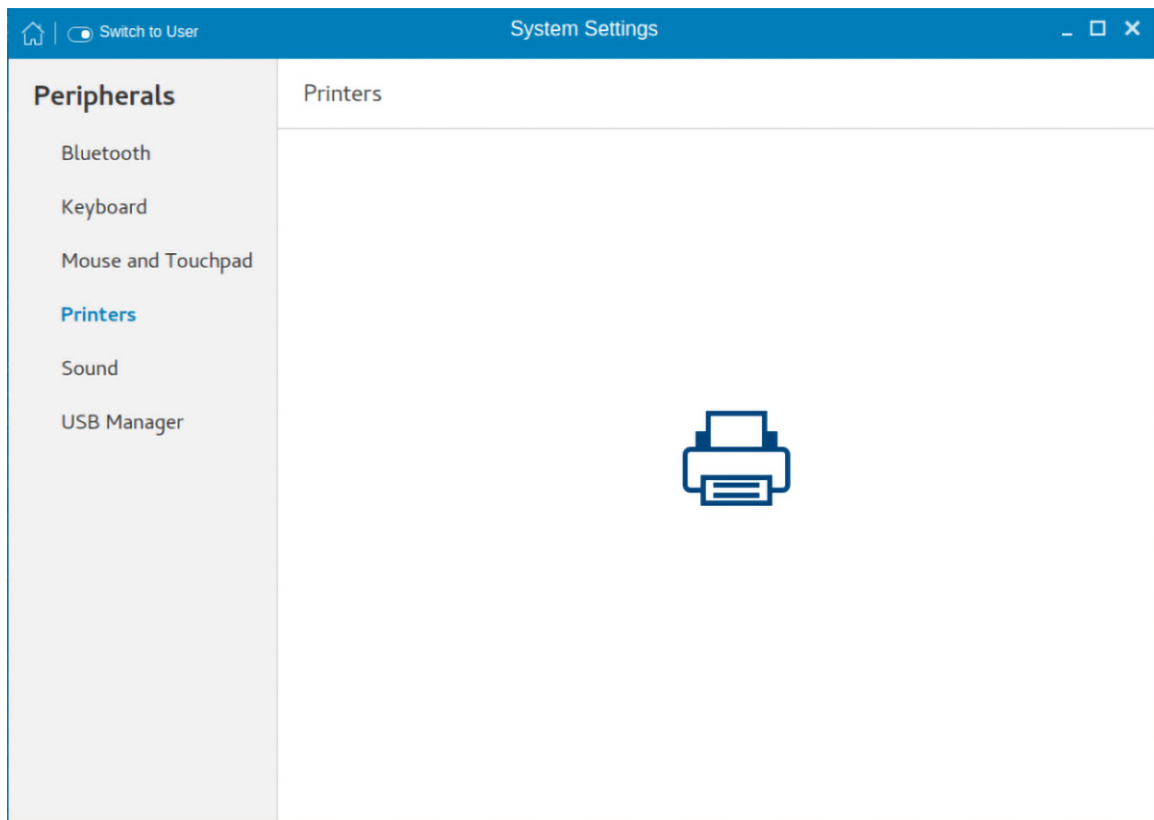 Switch to User
System Settings
Peripherals
Printers
Bluetooth
Keyboard
Mouse and Touchpad
Printers
Sound
USB Manager